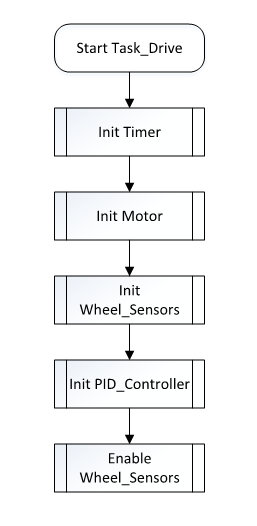 Start Task_Drive
Init Timer
Init Motor
Init
Wheel_Sensors
Init PID_Controller
Enable
Wheel_Sensors